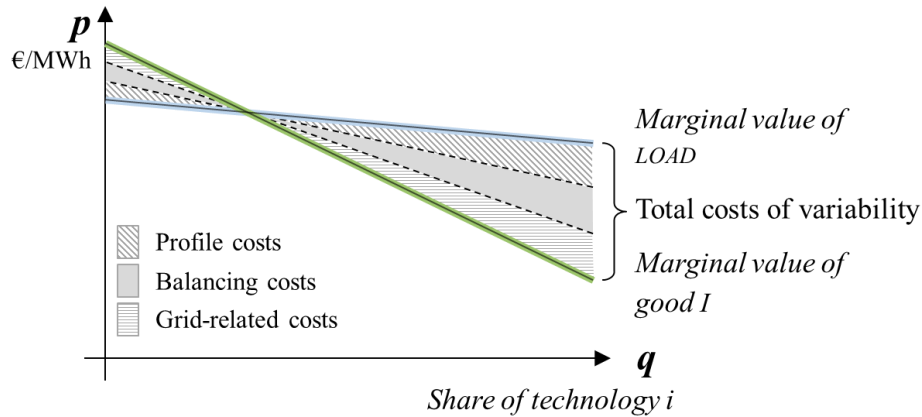 p
€/MWh
Marginal value of
LOAD
Total costs of variability
Profile costs
Marginal value of
good I
Balancing costs
Grid-related costs
q
Share of technology i